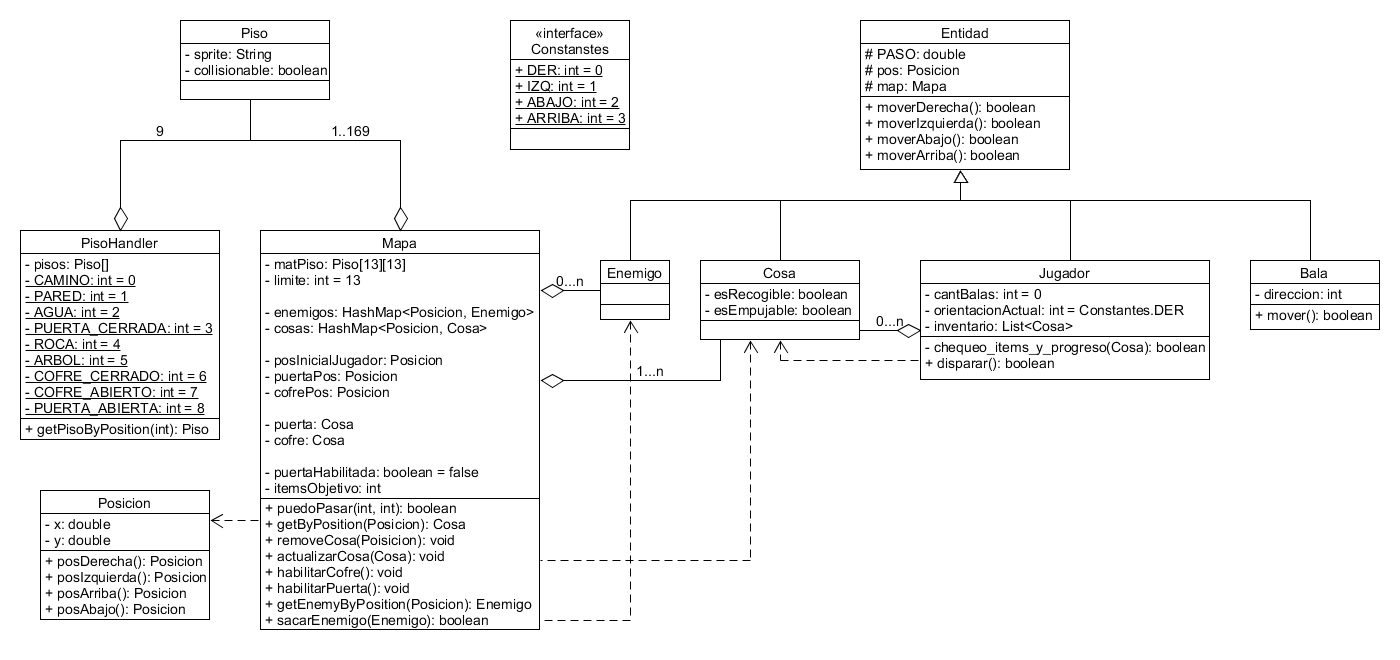 Piso
- sprite: String
- collisionable: boolean
«interface»
Constanstes
+ DER: int = 0
+ IZQ: int = 1
+ ABAJO: int = 2
+ ARRIBA: int = 3
Entidad
# PASO: double
# pos: Posicion
# map: Mapa
+ moverDerecha(): boolean
+ moverIzquierda(): boolean
+ moverAbajo(): boolean
+ moverArriba(): boolean
9
1..169
PisoHandler
- pisos: Piso[]
- CAMINO: int = 0
- PARED: int = 1
- AGUA: int = 2
- PUERTA_CERRADA: int = 3
- ROCA: int = 4
- ARBOL: int = 5
- COFRE_CERRADO: int = 6
- COFRE_ABIERTO: int = 7
- PUERTA_ABIERTA: int = 8
+ getPisoByPosition(int): Piso
Mapa
- matPiso: Piso[13][13]
- limite: int = 13
- enemigos: HashMap<Posicion, Enemigo>
- cosas: HashMap<Posicion, Cosa>
- posInicialJugador: Posicion
- puertaPos: Posicion
- cofrePos: Posicion
- puerta: Cosa
- cofre: Cosa
- puertaHabilitada: boolean = false
- itemsObjetivo: int
+ puedoPasar(int, int): boolean
+ getByPosition(Posicion): Cosa
+ removeCosa(Poisicion): void
+ actualizarCosa(Cosa): void
+ habilitarCofre(): void
+ habilitarPuerta(): void
+ getEnemyByPosition(Posicion): Enemigo
+ sacarEnemigo(Enemigo): boolean
0...n
Enemigo
Cosa
- esRecogible: boolean
- esEmpujable: boolean
1...n
0...n
Jugador
- cantBalas: int = 0
- orientacionActual: int = Constantes.DER
- inventario: List<Cosa>
- chequeo_items_y_progreso(Cosa): boolean
+ disparar(): boolean
Bala
- direccion: int
+ mover(): boolean
Posicion
- x: double
- y: double
+ posDerecha(): Posicion
+ posIzquierda(): Posicion
+ posArriba(): Posicion
+ posAbajo(): Posicion